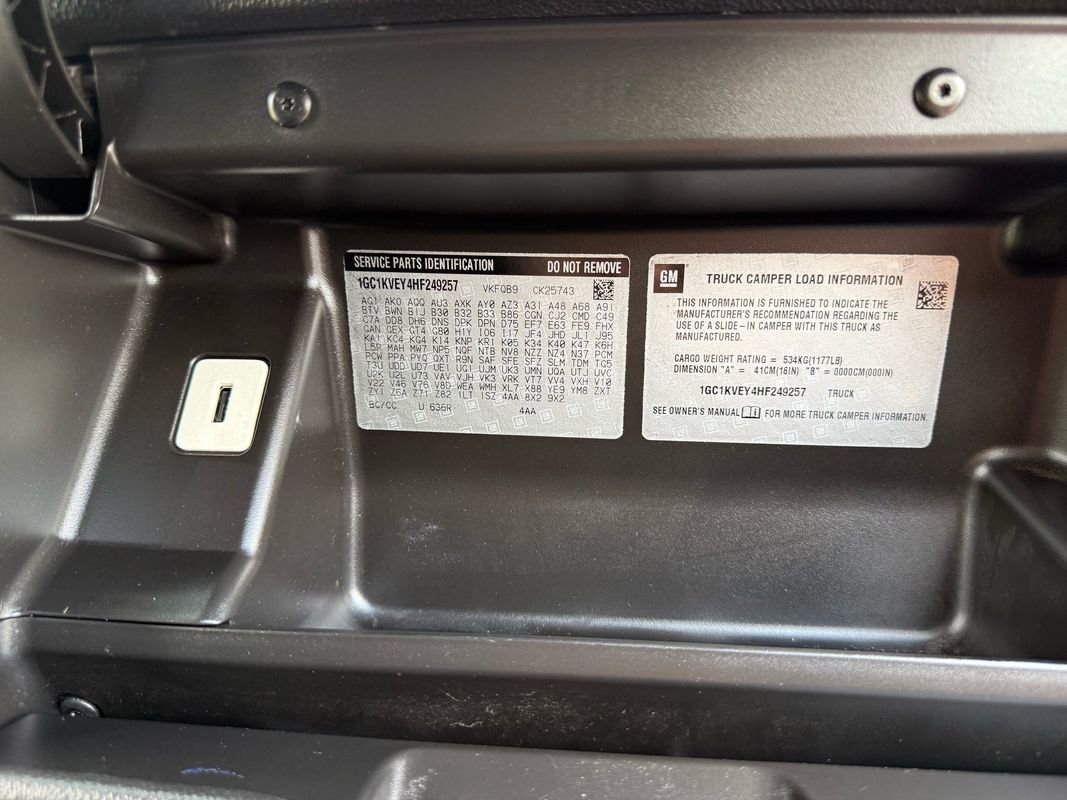 SERVICE PARTS IDENTIFICATION DO NOT REMOVE
1GC1KVEY4HF249257 VKFQB9 CK25743
AG1 AKO AQQ AU3 AXK AY0 AZ3 A31 A48 A68 A91
BTV BWN B1J B30 B32 B33 B86 CGN CJ2 CMD C49
C7A DD8 DH6 DNS DPK DPN D75 EF7 E63 FE9 FHX
GAN GEX GT4 G80 H1Y IO6 I17 JF4 JHD JL1 J95
KA1 KC4 KG4 K14 KNP KR1 K05 K34 K40 K47 K6H
L5P MAH MW7 NP5 NQF NTB NV8 NZZ NZ4 N37 PCM
PCW PPA PYQ QXT R9N SAF SFE SFZ SLM TDM TG5
T3U UDD UD7 UE1 UG1 UJM UK3 UMN UQA UTJ UVC
U2K U2L U73 VAV VJH VK3 VRK VT7 VV4 VXH V10
V22 V46 V76 V8D WEA WMH XL7 X88 YE9 YM8 ZXT
ZY1 Z6A Z71 Z82 1LT 1SZ 4AA 8X2 9X2
BC/CC U 636R 4AA
GM TRUCK CAMPER LOAD INFORMATION
THIS INFORMATION IS FURNISHED TO INDICATE THE
MANUFACTURER'S RECOMMENDATION REGARDING THE
USE OF A SLIDE-IN CAMPER WITH THIS TRUCK AS
MANUFACTURED.
CARGO WEIGHT RATING = 534KG(1177LB)
DIMENSION "A" = 41CM(16IN) "B" = 0000CM(000IN)
1GC1KVEY4HF249257 TRUCK
SEE OWNER'S MANUAL FOR MORE TRUCK CAMPER INFORMATION.